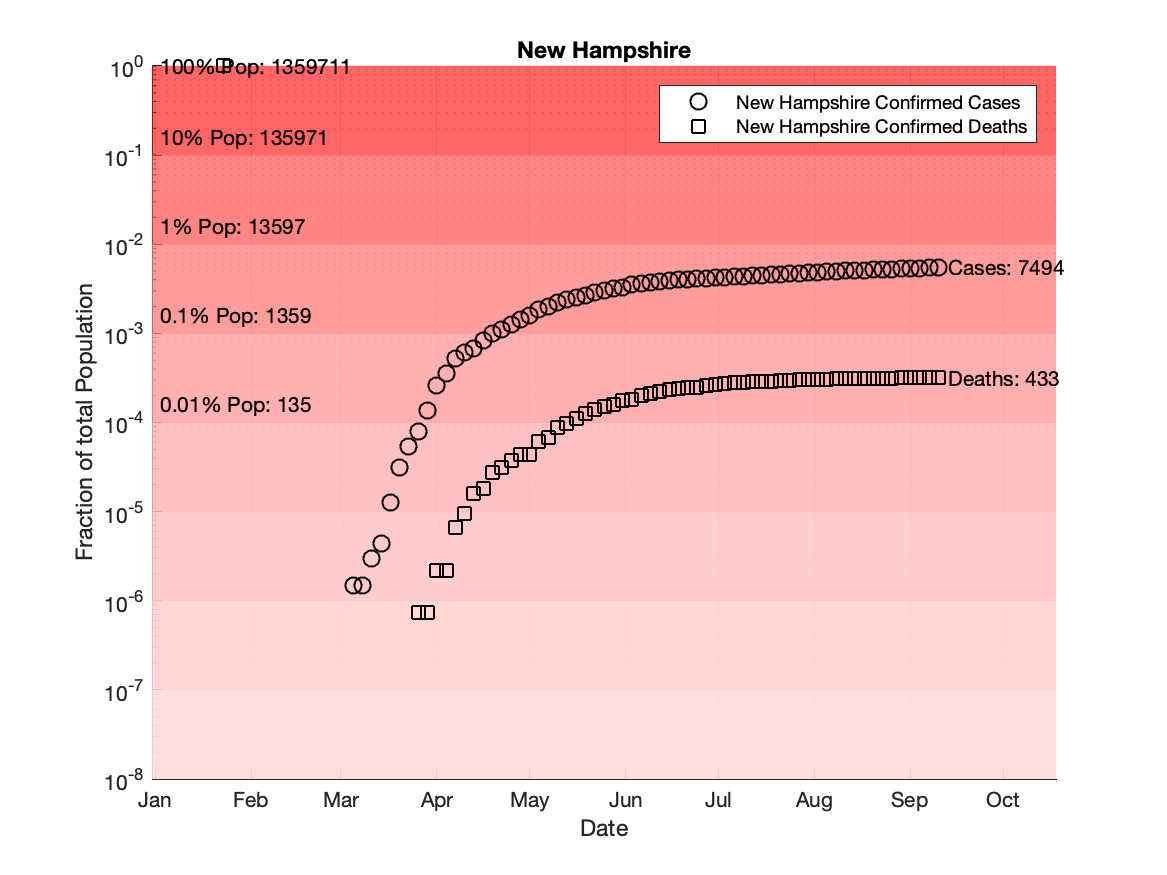 New Hampshire
10^0
100% Pop: 1359711
New Hampshire Confirmed Cases
New Hampshire Confirmed Deaths
10% Pop: 135971
10^-1
1% Pop: 13597
10^-2
Cases: 7494
0.1% Pop: 1359
10^-3
Deaths: 433
0.01% Pop: 135
10^-4
10^-5
10^-6
10^-7
10^-8
Fraction of total Population
Jan Feb Mar Apr May Jun Jul Aug Sep Oct
Date